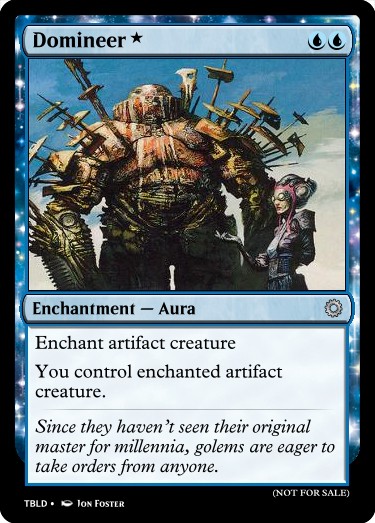 Domineer ★
Enchantment — Aura
Enchant artifact creature
You control enchanted artifact
creature.
Since they haven't seen their original
master for millennia, golems are eager to
take orders from anyone.
(NOT FOR SALE)
TBLD • Jon Foster